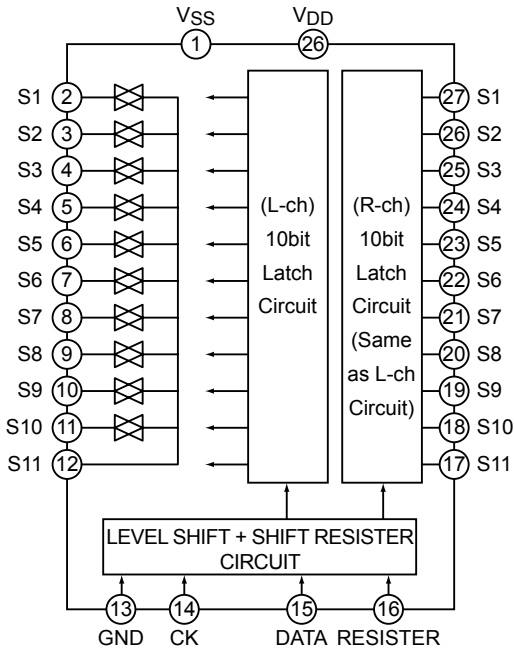 VSS
VDD
1
26
S1 2
27 S1
S2 3
26 S2
S3 4
25 S3
S4 5
24 S4
S5 6
23 S5
S6 7
22 S6
S7 8
21 S7
S8 9
20 S8
S9 10
19 S9
S10 11
18 S10
S11 12
17 S11
(L-ch)
10bit
Latch
Circuit
(R-ch)
10bit
Latch
Circuit
(Same
as L-ch
Circuit)
LEVEL SHIFT + SHIFT RESISTER
CIRCUIT
13 14 15 16
GND CK DATA RESISTER